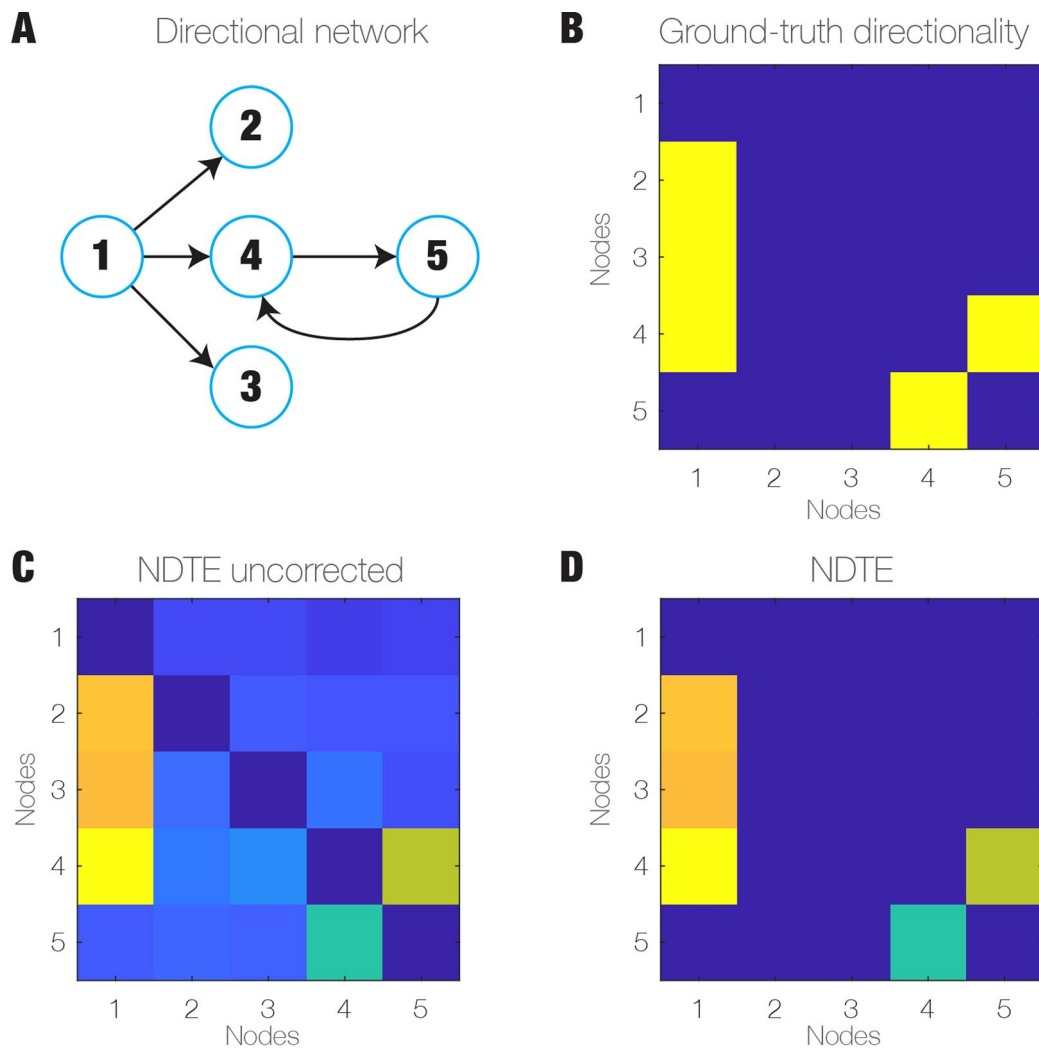 A Directional network
2
1 4 5
3
B Ground-truth directionality
1
2
3
4
5
Nodes
1 2 3 4 5
Nodes
C NDTE uncorrected
1
2
3
4
5
Nodes
1 2 3 4 5
Nodes
D NDTE
1
2
3
4
5
Nodes
1 2 3 4 5
Nodes